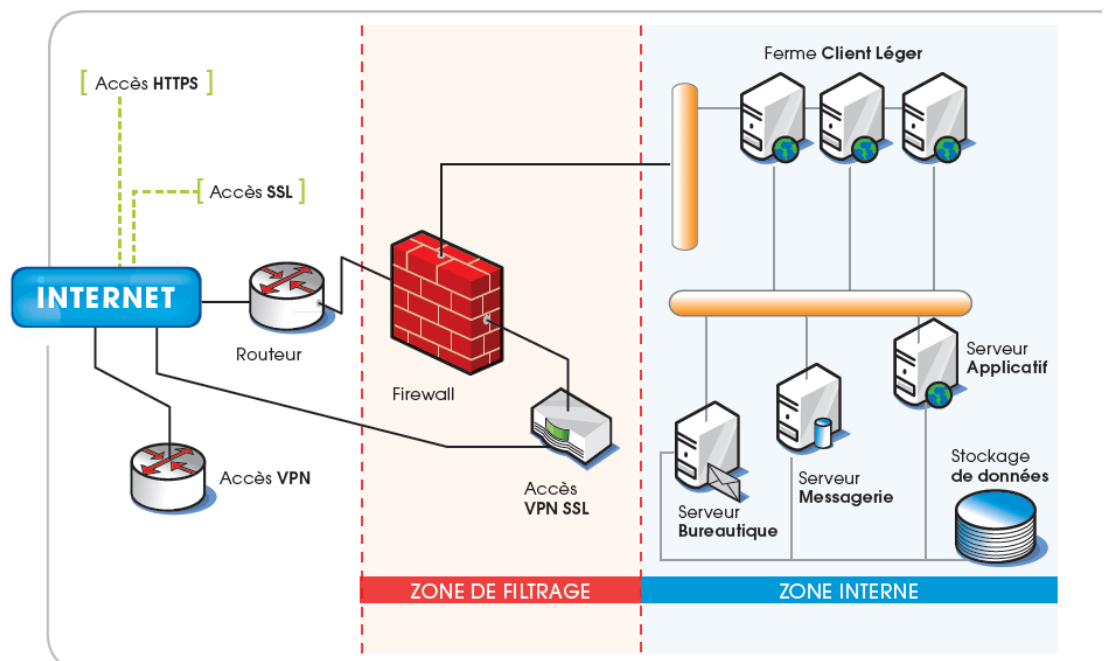 Ferme Client Léger
[ Accès HTTPS ]
[ Accès SSL ]
INTERNET
Routeur
Firewall
Serveur
Applicatif
Accès VPN
Accès
VPN SSL
Serveur
Bureautique
Serveur
Messagerie
Stockage
de données
ZONE DE FILTRAGE
ZONE INTERNE